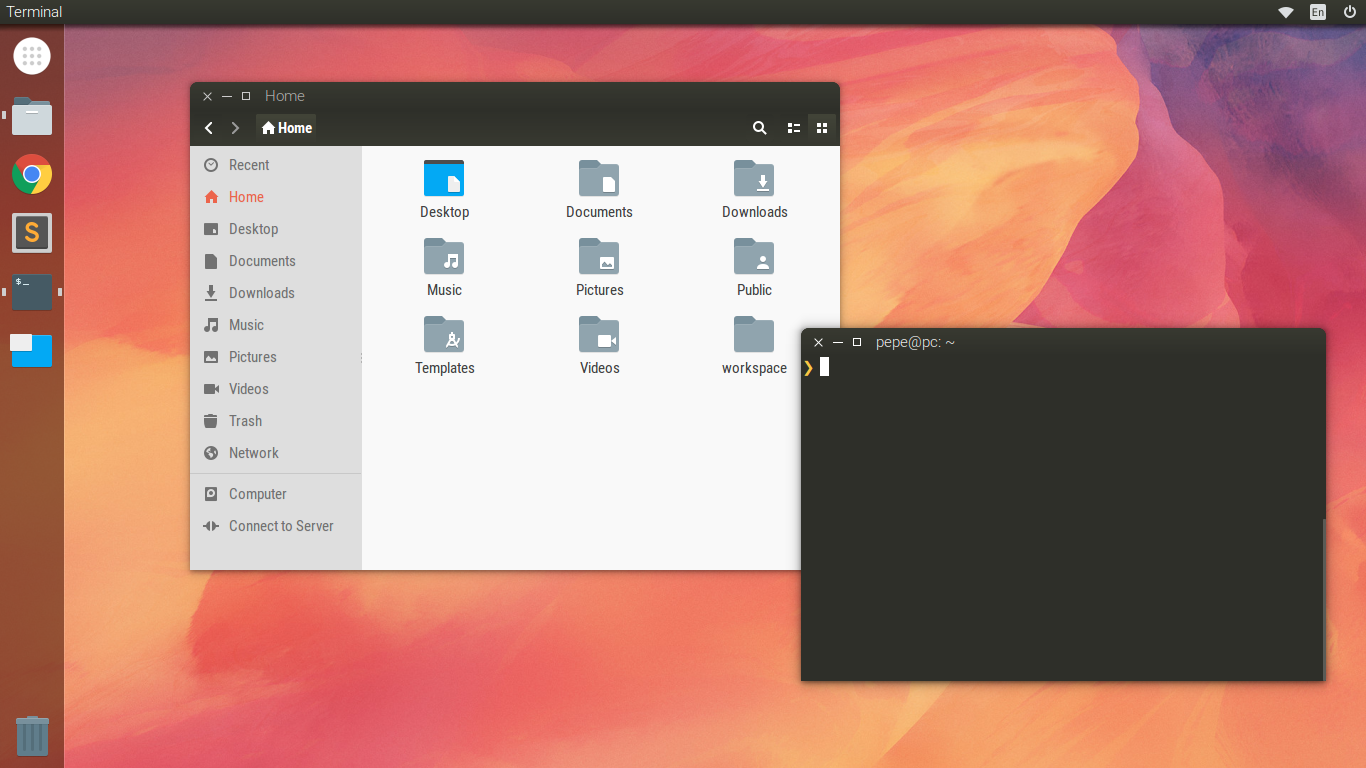 Terminal
En
Home
Home
Recent
Home
Desktop
Documents
Downloads
Music
Pictures
Videos
Trash
Network
Computer
Connect to Server
Desktop
Documents
Downloads
Music
Pictures
Public
Templates
Videos
workspace
S
$_
pepe@pc: ~
❯